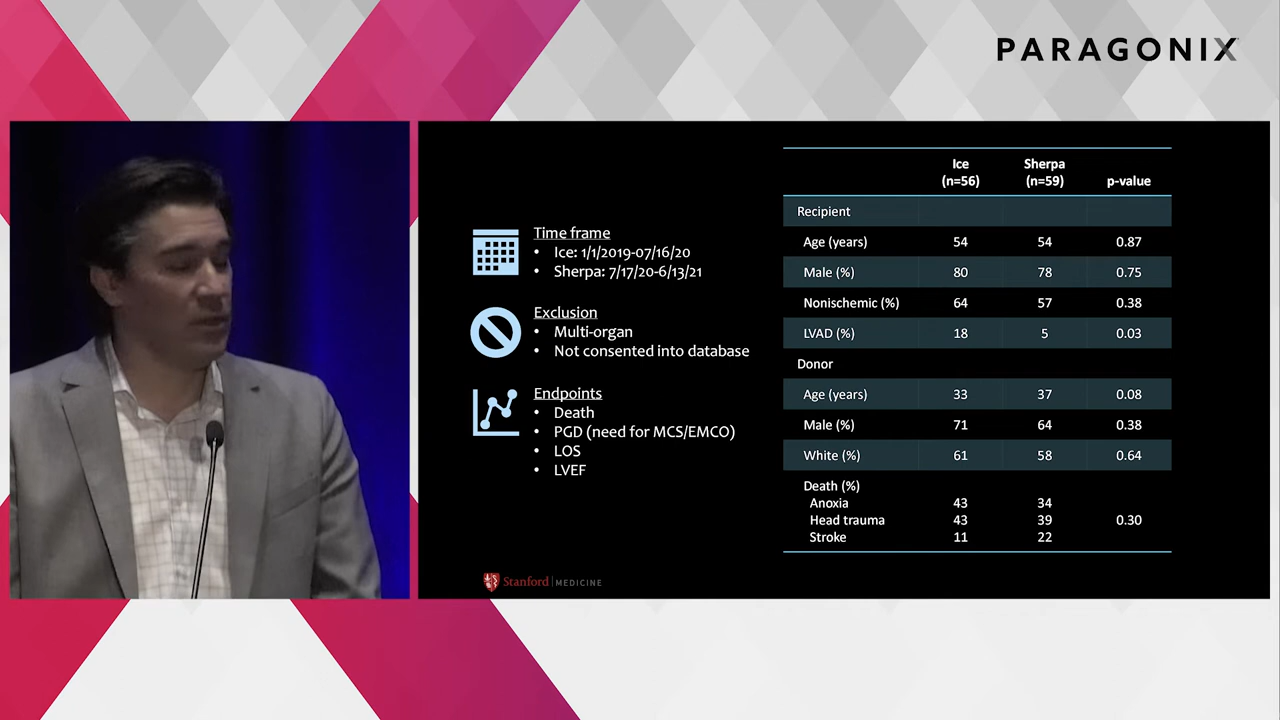 PARAGONIX
Time frame
• Ice: 1/1/2019-07/16/20
• Sherpa: 7/17/20-6/13/21
Exclusion
• Multi-organ
• Not consented into database
Endpoints
• Death
• PGD (need for MCS/EMCO)
• LOS
• LVEF
Ice Sherpa
(n=56) (n=59) p-value
Recipient
Age (years) 54 54 0.87
Male (%) 80 78 0.75
Nonischemic (%) 64 57 0.38
LVAD (%) 18 5 0.03
Donor
Age (years) 33 37 0.08
Male (%) 71 64 0.38
White (%) 61 58 0.64
Death (%)
Anoxia 43 34
Head trauma 43 39 0.30
Stroke 11 22
Stanford | MEDICINE